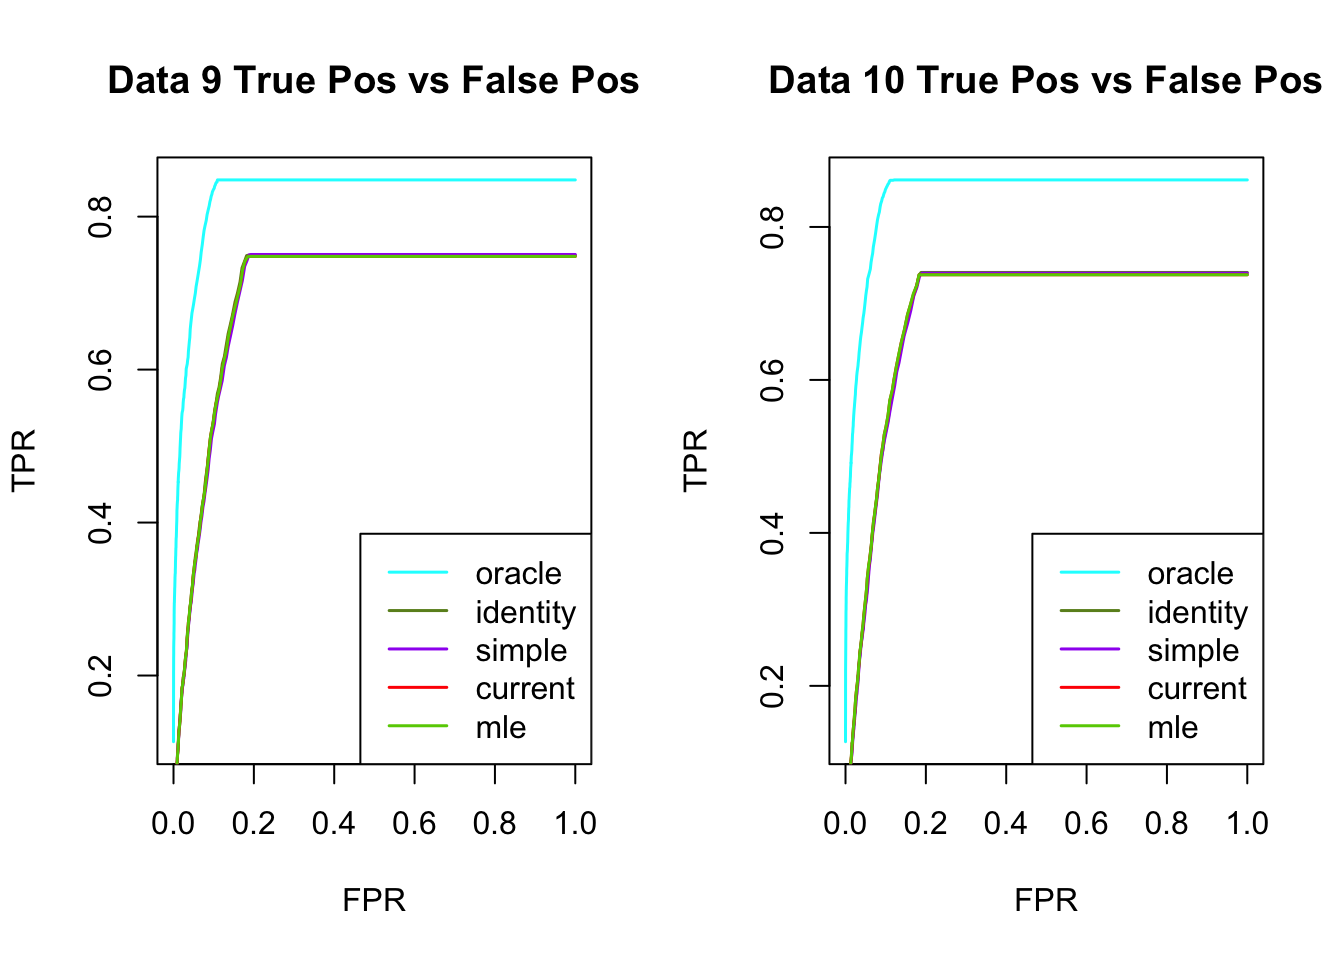 Data 9 True Pos vs False Pos
TPR
0.8
0.6
0.4
0.2
oracle
identity
simple
current
mle
0.0 0.2 0.4 0.6 0.8 1.0
FPR
Data 10 True Pos vs False Pos
TPR
0.8
0.6
0.4
0.2
oracle
identity
simple
current
mle
0.0 0.2 0.4 0.6 0.8 1.0
FPR